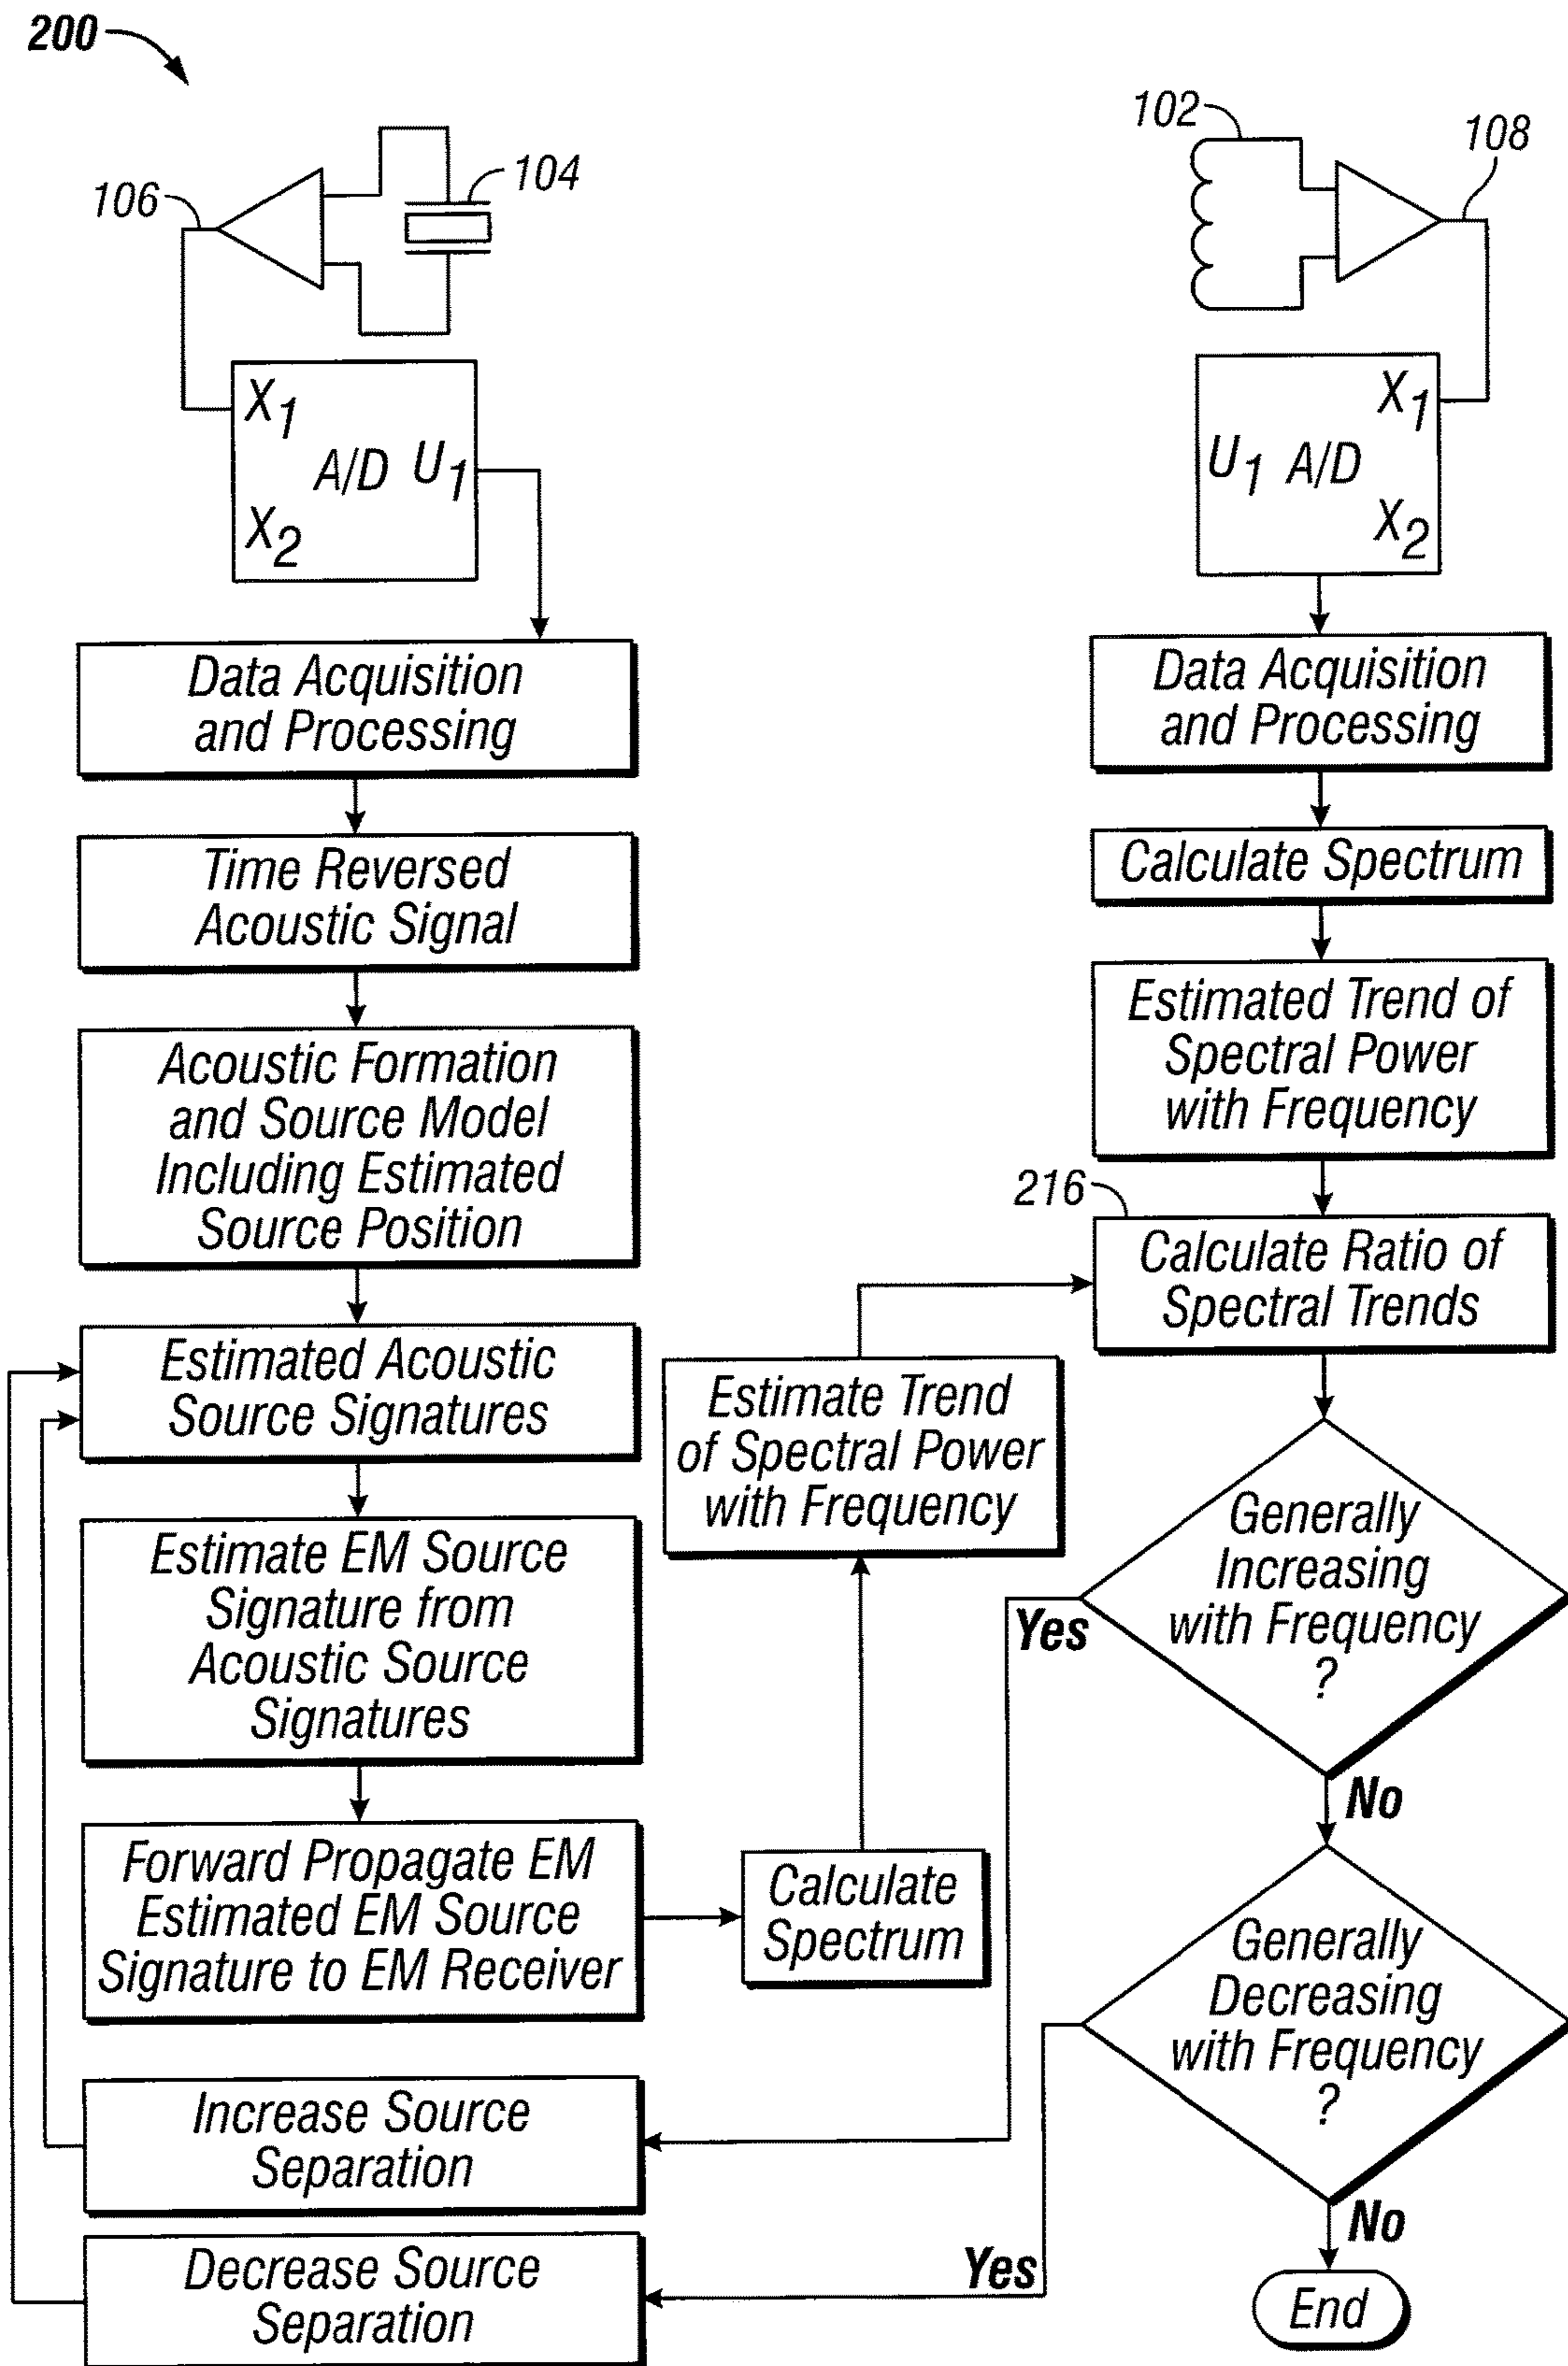 200
104
106
X1
A/D U1
X2
Data Acquisition
and Processing
Time Reversed
Acoustic Signal
Acoustic Formation
and Source Model
Including Estimated
Source Position
Estimated Acoustic
Source Signatures
Estimate EM Source
Signature from
Acoustic Source
Signatures
Forward Propagate EM
Estimated EM Source
Signature to EM Receiver
Increase Source
Separation
Decrease Source
Separation
Calculate
Spectrum
Estimate Trend
of Spectral Power
with Frequency
102
108
X1
U1 A/D
X2
Data Acquisition
and Processing
Calculate Spectrum
Estimated Trend of
Spectral Power
with Frequency
216
Calculate Ratio of
Spectral Trends
Generally
Increasing
with Frequency
?
Yes
No
Generally
Decreasing
with Frequency
?
Yes
No
End